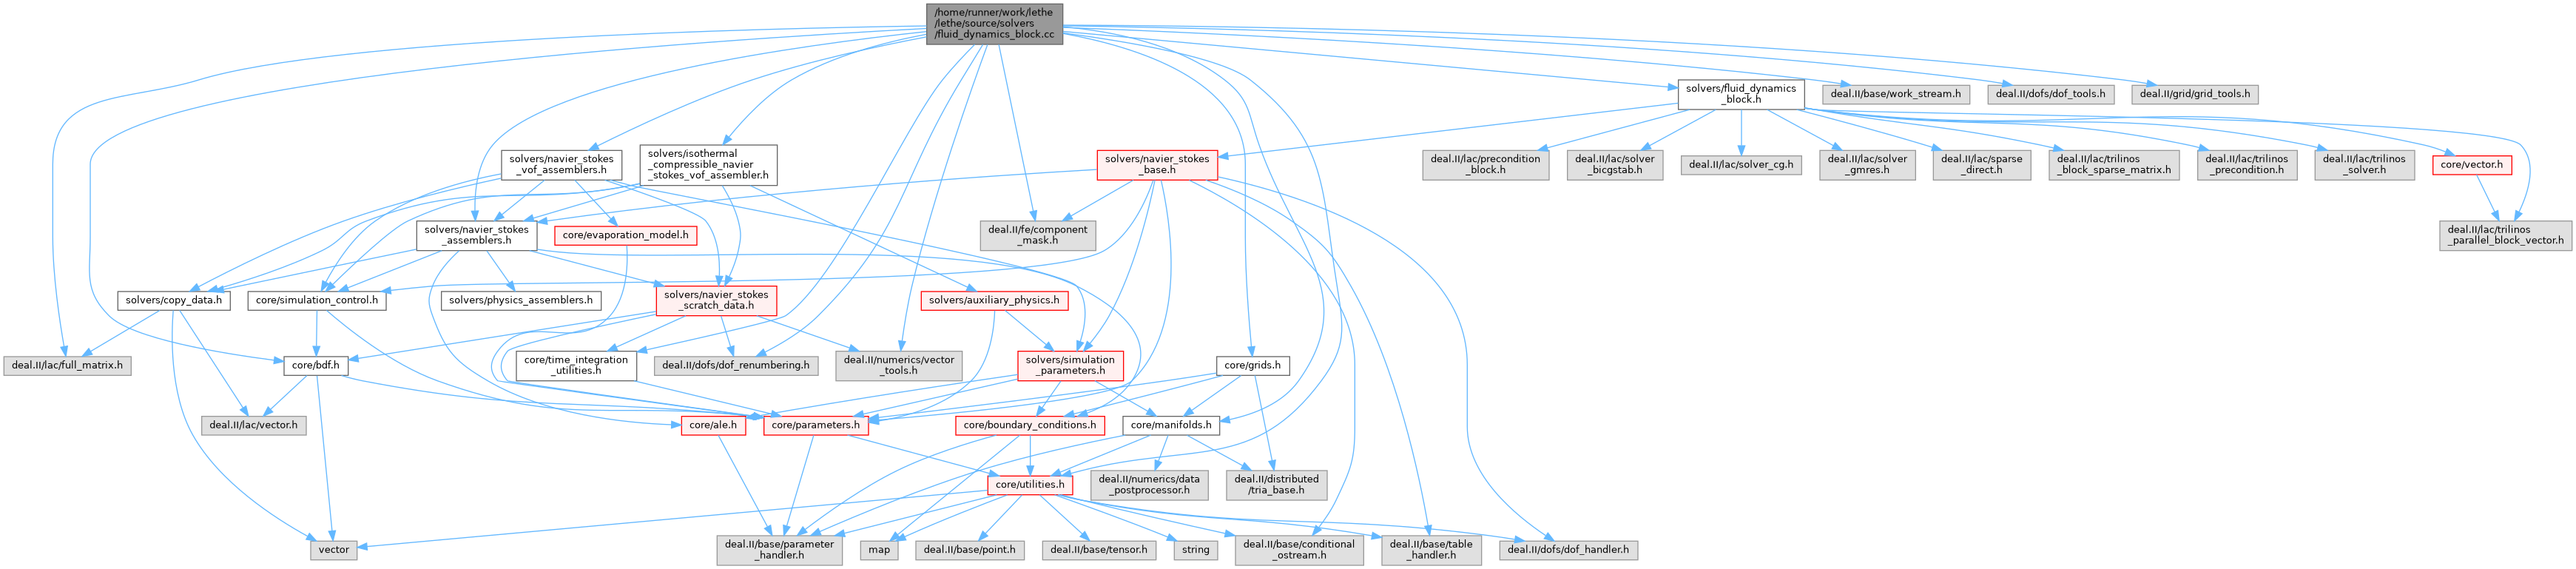 /home/runner/work/lethe
/lethe/source/solvers
/fluid_dynamics_block.cc
solvers/fluid_dynamics
_block.h
deal.II/base/work_stream.h
deal.II/dofs/dof_tools.h
deal.II/grid/grid_tools.h
solvers/navier_stokes
_vof_assemblers.h
solvers/isothermal
_compressible_navier
_stokes_vof_assembler.h
solvers/navier_stokes
_base.h
deal.II/lac/precondition
_block.h
deal.II/lac/solver
_bicgstab.h
deal.II/lac/solver_cg.h
deal.II/lac/solver
_gmres.h
deal.II/lac/sparse
_direct.h
deal.II/lac/trilinos
_block_sparse_matrix.h
deal.II/lac/trilinos
_precondition.h
deal.II/lac/trilinos
_solver.h
core/vector.h
solvers/navier_stokes
_assemblers.h
core/evaporation_model.h
deal.II/fe/component
_mask.h
deal.II/lac/trilinos
_parallel_block_vector.h
solvers/copy_data.h
core/simulation_control.h
solvers/physics_assemblers.h
solvers/navier_stokes
_scratch_data.h
solvers/auxiliary_physics.h
deal.II/lac/full_matrix.h
core/bdf.h
core/time_integration
_utilities.h
deal.II/dofs/dof_renumbering.h
deal.II/numerics/vector
_tools.h
solvers/simulation
_parameters.h
core/grids.h
deal.II/lac/vector.h
core/ale.h
core/parameters.h
core/boundary_conditions.h
core/manifolds.h
core/utilities.h
deal.II/numerics/data
_postprocessor.h
deal.II/distributed
/tria_base.h
vector
deal.II/base/parameter
_handler.h
map
deal.II/base/point.h
deal.II/base/tensor.h
string
deal.II/base/conditional
_ostream.h
deal.II/base/table
_handler.h
deal.II/dofs/dof_handler.h